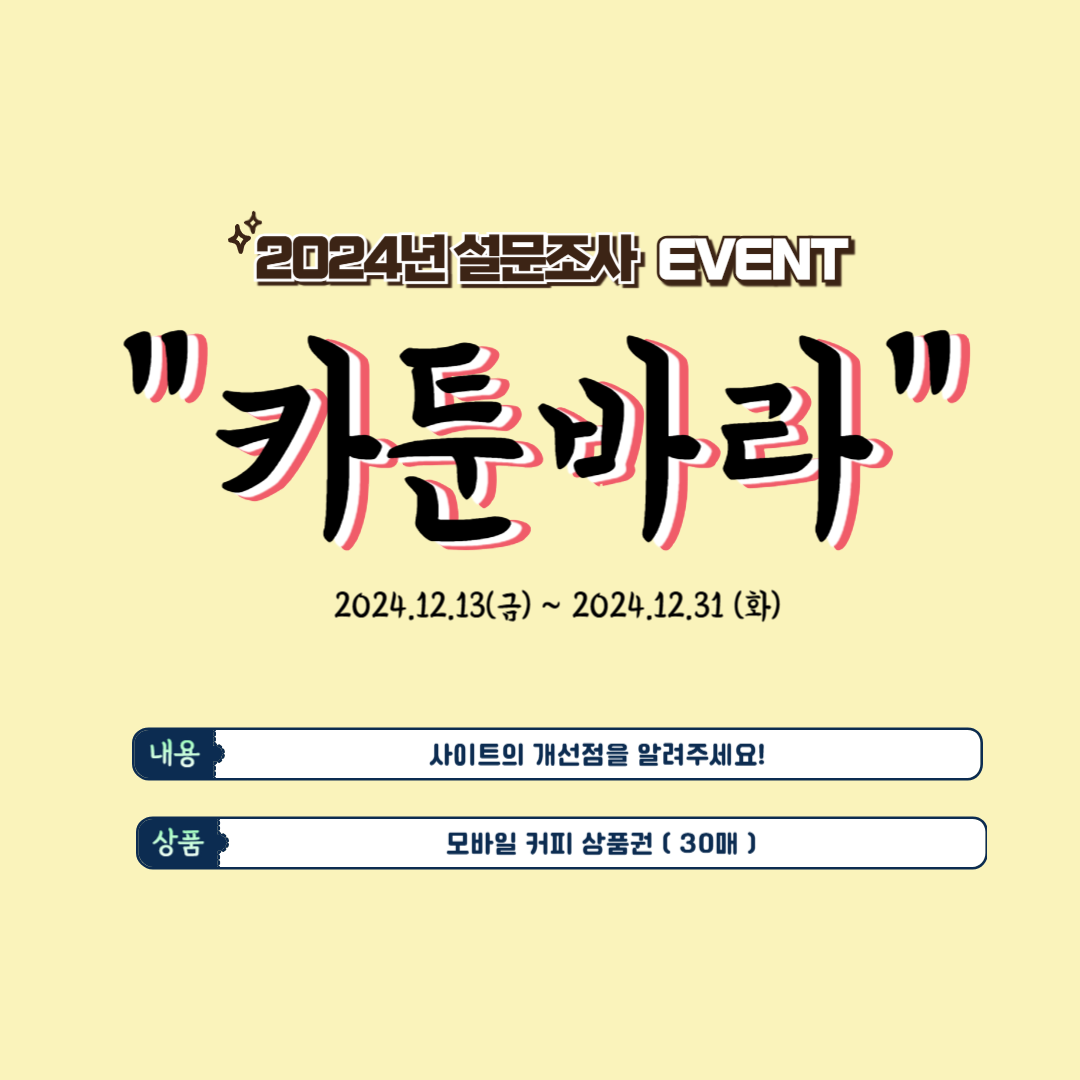 2024년 설문조사 EVENT
"카툰바라"
2024.12.13(금) ~ 2024.12.31 (화)
내용 사이트의 개선점을 알려주세요!
상품 모바일 커피 상품권 ( 30매 )